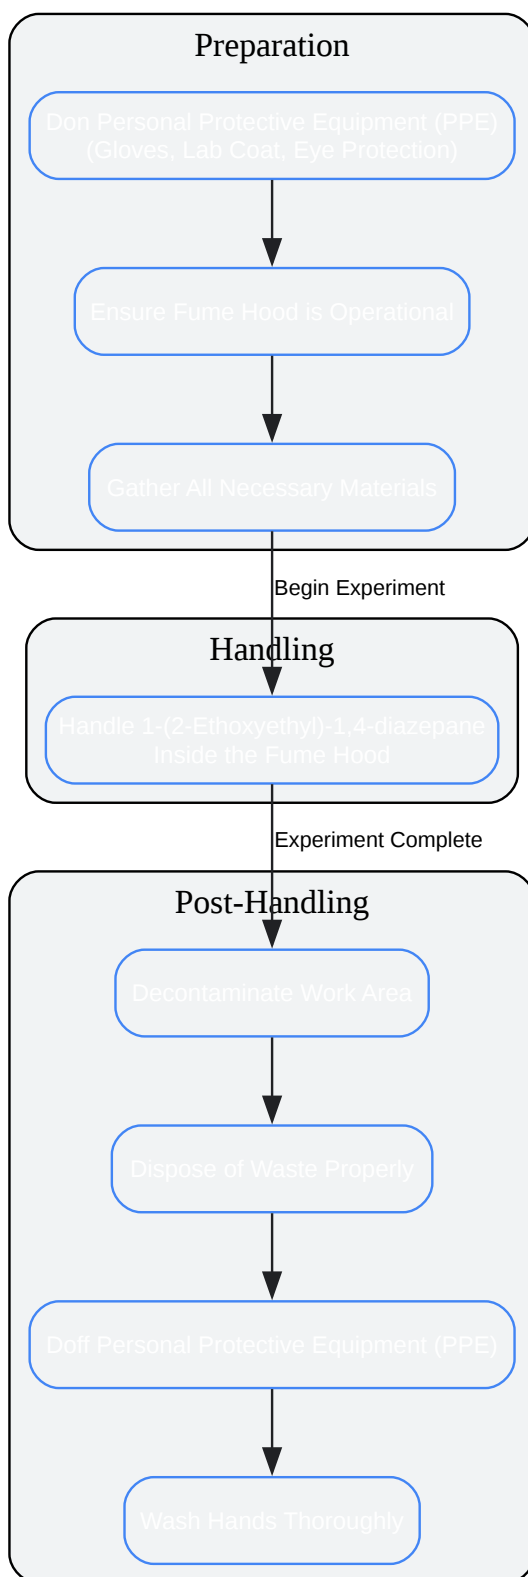 Preparation
Don Personal Protective Equipment (PPE)
(Gloves, Lab Coat, Eye Protection)
Ensure Fume Hood is Operational
Gather All Necessary Materials
Begin Experiment
Handling
Handle 1-(2-Ethoxyethyl)-1,4-diazepane
Inside the Fume Hood
Experiment Complete
Post-Handling
Decontaminate Work Area
Dispose of Waste Properly
Doff Personal Protective Equipment (PPE)
Wash Hands Thoroughly